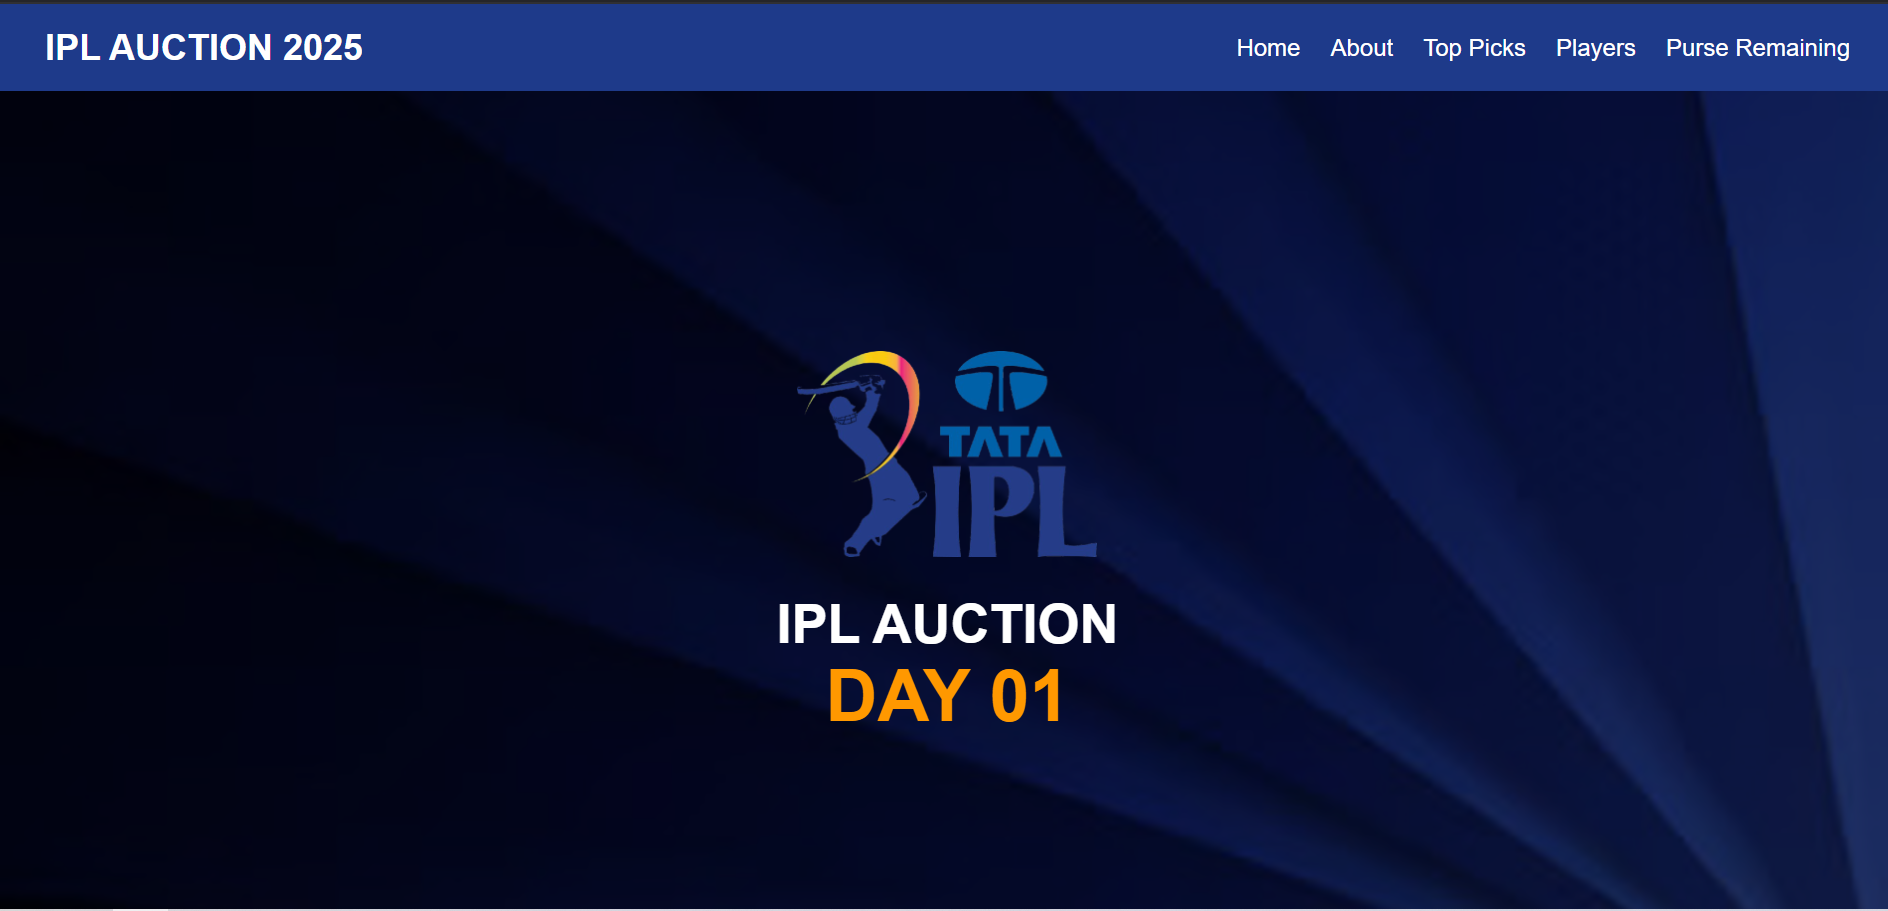 IPL AUCTION 2025
Home About Top Picks Players Purse Remaining
TATA
IPL
IPL AUCTION
DAY 01